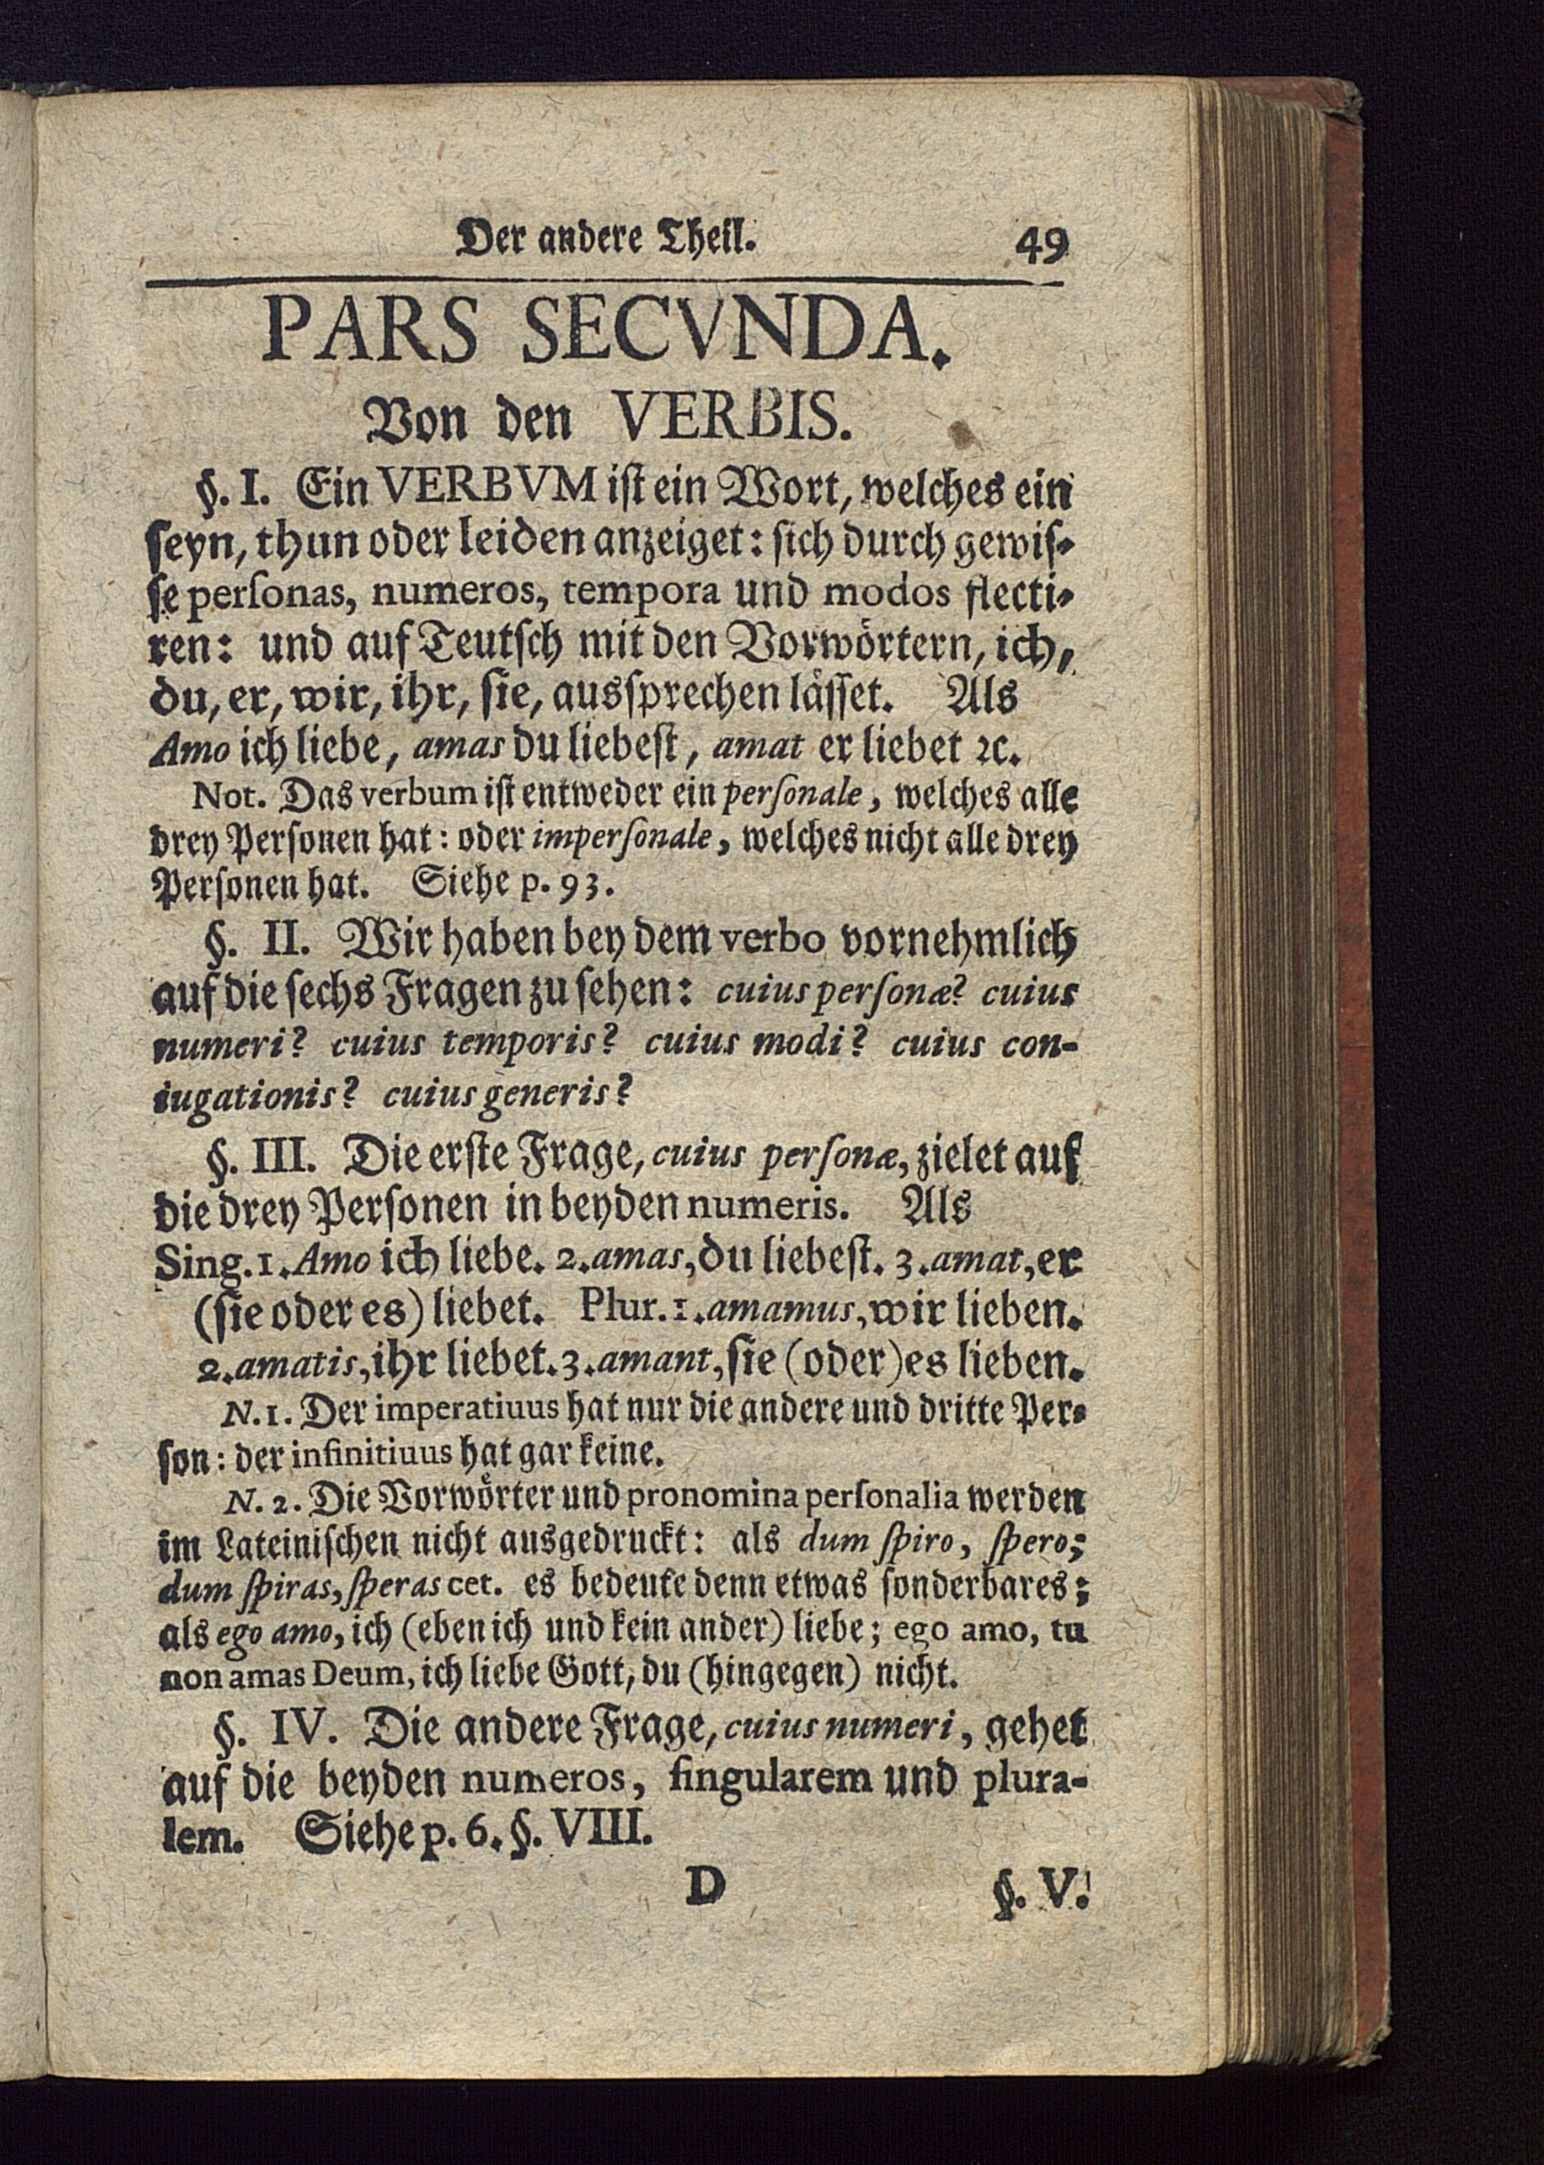 Der andere Theil. 49
PARS SECVNDA.
Von den VERBIS.
§. I. Ein VERBVM iſt ein Wort, welches ein
ſeyn, thun oder leiden anzeiget: ſich durch gewiſ-
ſe perſonas, numeros, tempora und modos flecti-
ren: und auf Teutſch mit den Vorwörtern, ich,
du, er, wir, ihr, ſie, ausſprechen läſſet. Als
Amo ich liebe, amas du liebeſt, amat er liebet ꝛc.
Not. Das verbum iſt entweder ein perſonale, welches alle
drey Perſonen hat: oder imperſonale, welches nicht alle drey
Perſonen hat. Siehe p. 93.
§. II. Wir haben bey dem verbo vornehmlich
auf die ſechs Fragen zu ſehen: cuius perſonæ? cuius
numeri? cuius temporis? cuius modi? cuius con-
iugationis? cuius generis?
§. III. Die erſte Frage, cuius perſonæ, zielet auf
die drey Perſonen in beyden numeris. Als
Sing. 1. Amo ich liebe. 2. amas, du liebeſt. 3. amat, er
(ſie oder es) liebet. Plur. 1. amamus, wir lieben.
2. amatis, ihr liebet. 3. amant, ſie (oder) es lieben.
N. 1. Der imperatiuus hat nur die andere und dritte Per-
ſon: der infinitiuus hat gar keine.
N. 2. Die Vorwörter und pronomina perſonalia werden
im Lateiniſchen nicht ausgedruckt: als dum ſpiro, ſpero;
dum ſpiras, ſperas cet. es bedeute denn etwas ſonderbares;
als ego amo, ich (eben ich und kein ander) liebe; ego amo, tu
non amas Deum, ich liebe Gott, du (hingegen) nicht.
§. IV. Die andere Frage, cuius numeri, gehet
auf die beyden numeros, ſingularem und plura-
lem. Siehe p. 6. §. VIII.
D §. V.